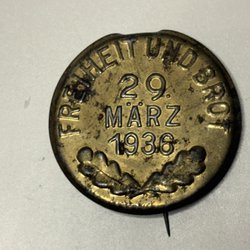 FREIHEIT UND BROT
29.
MÄRZ
1936